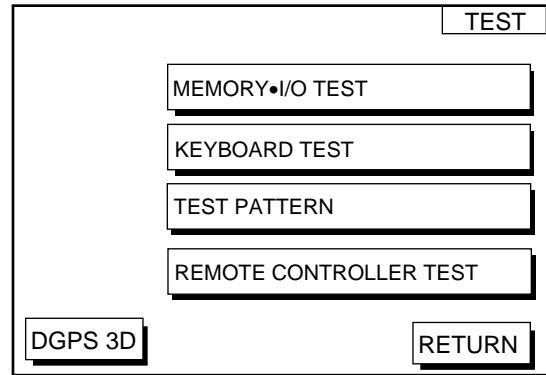 TEST
MEMORY•I/O TEST
KEYBOARD TEST
TEST PATTERN
REMOTE CONTROLLER TEST
DGPS 3D
RETURN